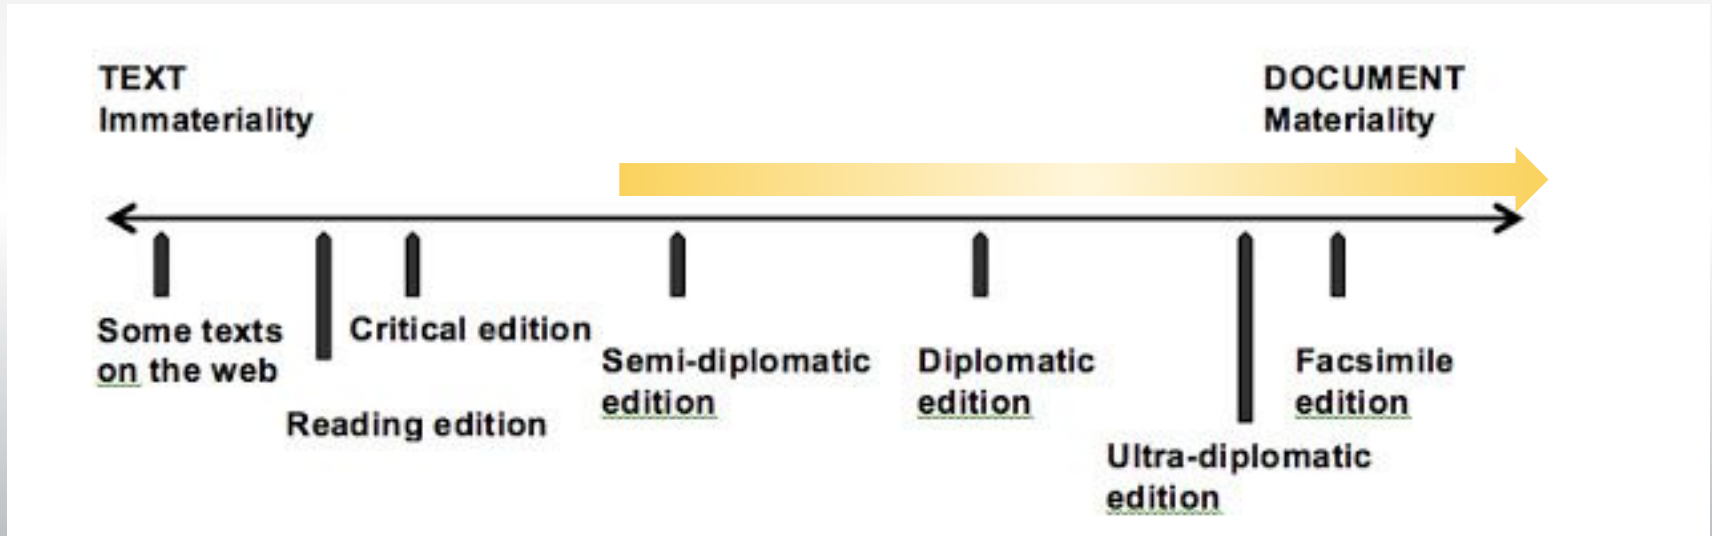 TEXT
Immateriality
DOCUMENT
Materiality
Some texts
on the web
Reading edition
Critical edition
Semi-diplomatic
edition
Diplomatic
edition
Ultra-diplomatic
edition
Facsimile
edition